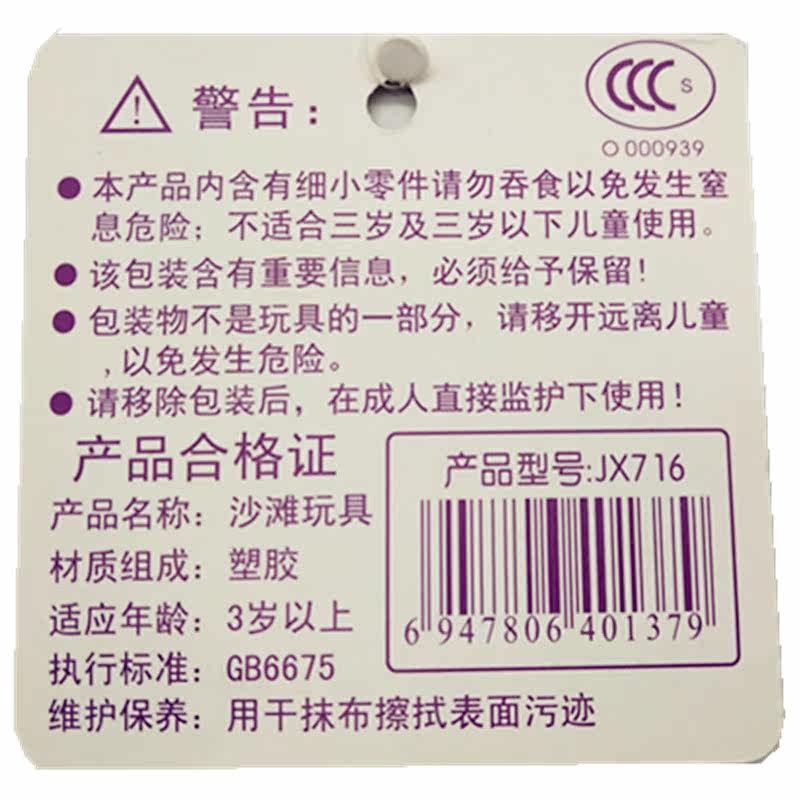 警告：
CCC S
O 000939
● 本产品内含有细小零件请勿吞食以免发生窒
息危险；不适合三岁及三岁以下儿童使用。
● 该包装含有重要信息，必须给予保留！
● 包装物不是玩具的一部分，请移开远离儿童
,以免发生危险。
● 请移除包装后，在成人直接监护下使用！
产品合格证
产品名称：沙滩玩具
材质组成：塑胶
适应年龄：3岁以上
执行标准：GB6675
维护保养：用干抹布擦拭表面污迹
产品型号:JX716
6 947806 401379